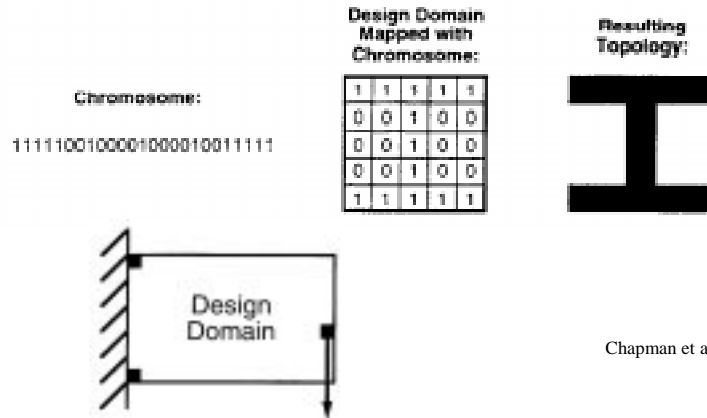 Design Domain
Mapped with
Chromosome:
Resulting
Topology:
Chromosome:
1111100100001000010011111
1 1 1 1 1
0 0 1 0 0
0 0 1 0 0
0 0 1 0 0
1 1 1 1 1
Design
Domain
Chapman et a